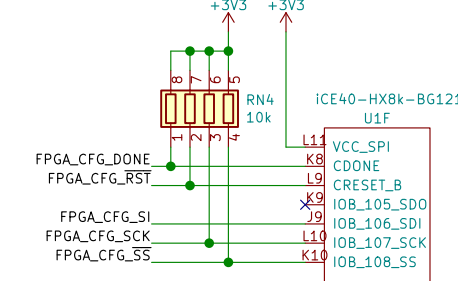 +3V3 +3V3
8 7 6 5
RN4
10k
1 2 3 4
iCE40-HX8k-BG121
U1F
L11 VCC_SPI
FPGA_CFG_DONE K8 CDONE
FPGA_CFG_RST L9 CRESET_B
K9 IOB_105_SDO
FPGA_CFG_SI J9 IOB_106_SDI
FPGA_CFG_SCK L10 IOB_107_SCK
FPGA_CFG_SS K10 IOB_108_SS